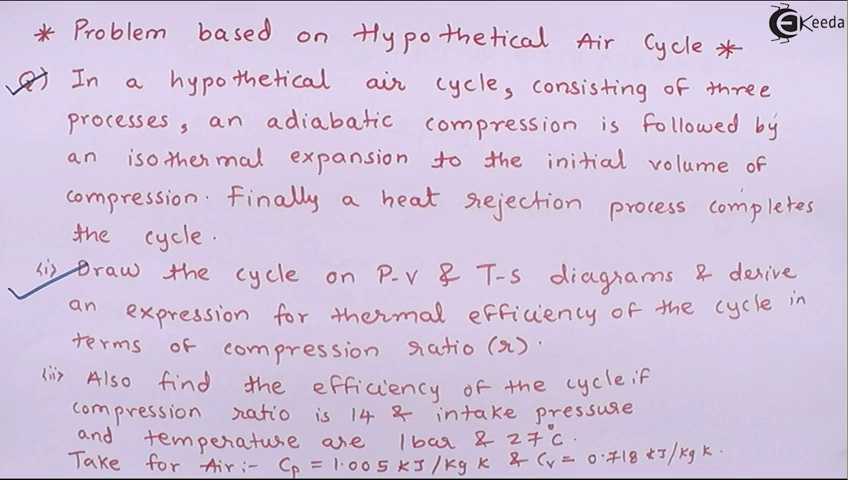 * Problem based on Hypothetical Air Cycle *
EKeeda
Q) In a hypothetical air cycle, consisting of three
processes, an adiabatic compression is followed by
an isothermal expansion to the initial volume of
compression. Finally a heat rejection process completes
the cycle.
(i) Draw the cycle on P-V & T-S diagrams & derive
an expression for thermal efficiency of the cycle in
terms of compression ratio (r).
(ii) Also find the efficiency of the cycle if
compression ratio is 14 & intake pressure
and temperature are 1bar & 27°C.
Take for Air:- Cp = 1.005 KJ/kg K & Cv = 0.718 KJ/kg K.